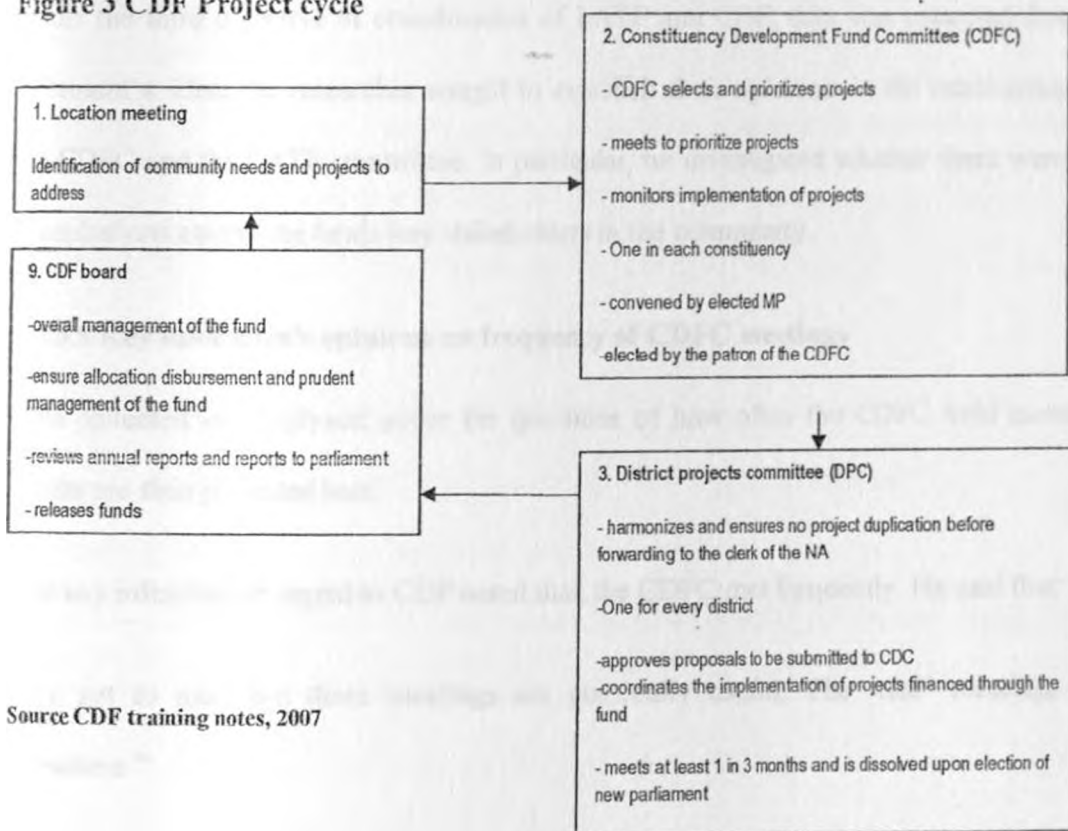 Figure 3 CDF Project cycle
1. Location meeting
Identification of community needs and projects to
address
2. Constituency Development Fund Committee (CDFC)
-CDFC selects and prioritizes projects
- meets to prioritize projects
- monitors implementation of projects
- One in each constituency
- convened by elected MP
-elected by the patron of the CDFC
9. CDF board
-overall management of the fund
-ensure allocation disbursement and prudent
management of the fund
-reviews annual reports and reports to parliament
- releases funds
3. District projects committee (DPC)
- harmonizes and ensures no project duplication before
forwarding to the clerk of the NA
-One for every district
-approves proposals to be submitted to CDC
-coordinates the implementation of projects financed through the
fund
- meets at least 1 in 3 months and is dissolved upon election of
new parliament
Source CDF training notes, 2007